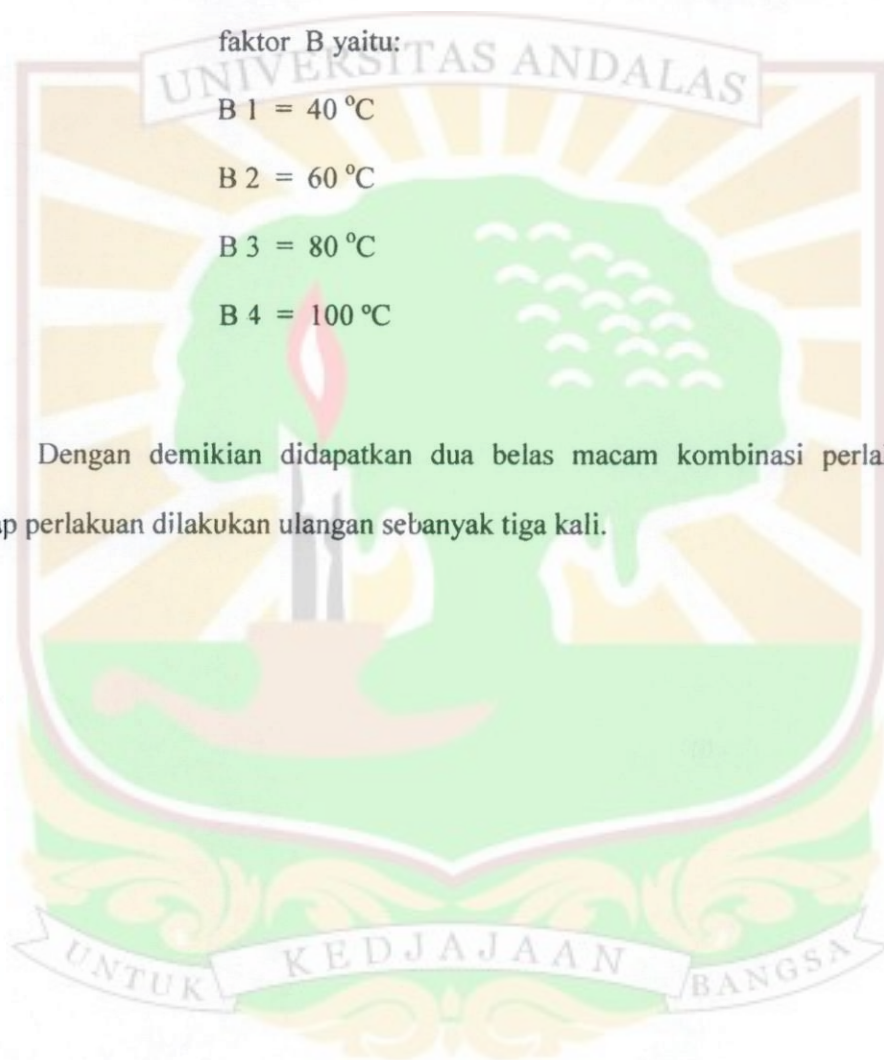 faktor B yaitu:
UNIVERSITAS ANDALAS
B 1 = 40 °C
B 2 = 60 °C
B 3 = 80 °C
B 4 = 100 °C
Dengan demikian didapatkan dua belas macam kombinasi
perlakuan dilakukan ulangan sebanyak tiga kali.
UNTUK KEDJAJAAN BANGSA